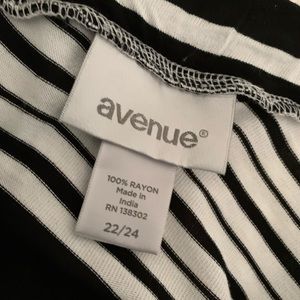 avenue®
100% RAYON
Made in
India
RN 138302
22/24